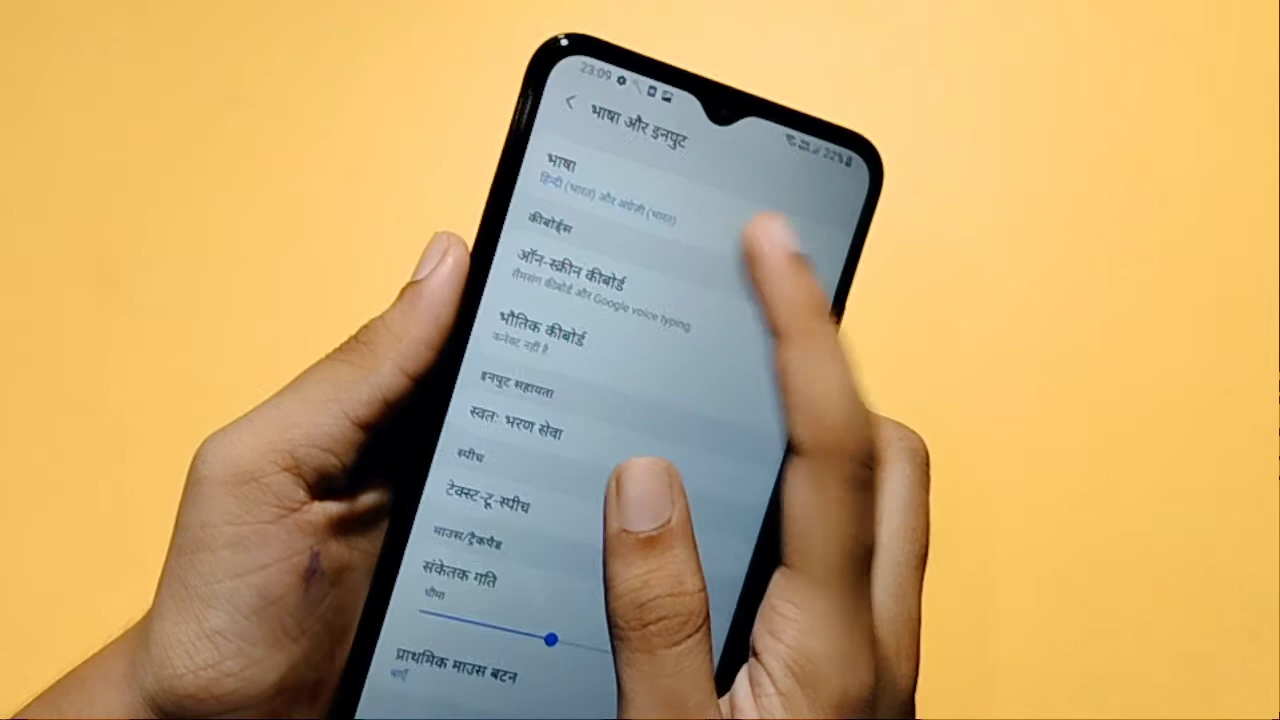 23:09
22%
भाषा और इनपुट
भाषा
हिन्दी (भारत) और अंग्रेज़ी (भारत)
कीबोर्ड्स
ऑन-स्क्रीन कीबोर्ड
सैमसंग कीबोर्ड और Google voice typing
भौतिक कीबोर्ड
कनेक्ट नहीं है
इनपुट सहायता
स्वतः भरण सेवा
स्पीच
टेक्स्ट-टू-स्पीच
माउस/ट्रैकपैड
संकेतक गति
धीमा
प्राथमिक माउस बटन
बाएँ